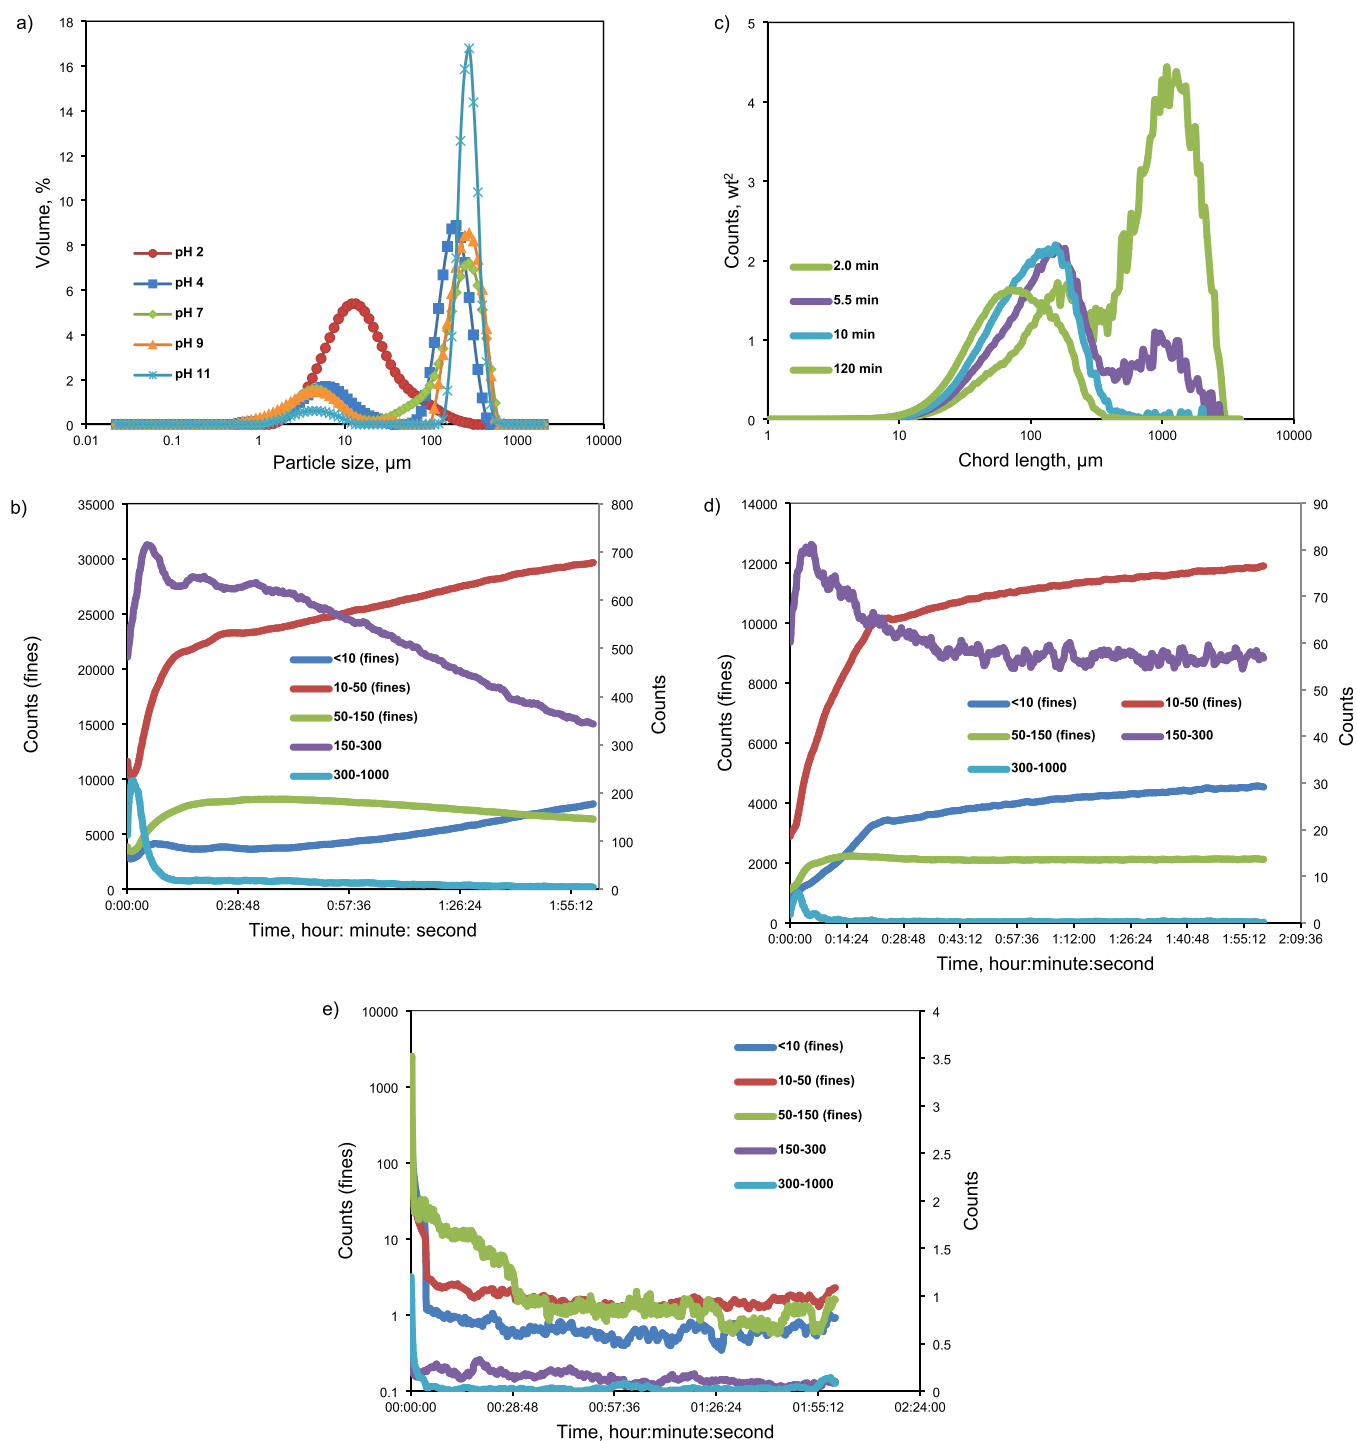 a)
18
16
14
12
10
8
6
4
2
0
Volume, %
pH 2
pH 4
pH 7
pH 9
pH 11
0.01
0.1
1
10
100
1000
10000
Particle size, µm
c)
5
4
3
2
1
0
Counts, wt²
2.0 min
5.5 min
10 min
120 min
1
10
100
1000
10000
Chord length, µm
b)
35000
30000
25000
20000
15000
10000
5000
0
Counts (fines)
<10 (fines)
10-50 (fines)
50-150 (fines)
150-300
300-1000
800
700
600
500
400
300
200
100
0
Counts
0:00:00
0:28:48
0:57:36
1:26:24
1:55:12
Time, hour: minute: second
d)
14000
12000
10000
8000
6000
4000
2000
0
Counts (fines)
<10 (fines)
10-50 (fines)
50-150 (fines)
150-300
300-1000
90
80
70
60
50
40
30
20
10
0
Counts
0:00:00
0:14:24
0:28:48
0:43:12
0:57:36
1:12:00
1:26:24
1:40:48
1:55:12
2:09:36
Time, hour:minute:second
e)
10000
1000
100
10
1
0.1
Counts (fines)
<10 (fines)
10-50 (fines)
50-150 (fines)
150-300
300-1000
4
3.5
3
2.5
2
1.5
1
0.5
0
Counts
00:00:00
00:28:48
00:57:36
01:26:24
01:55:12
02:24:00
Time, hour:minute:second